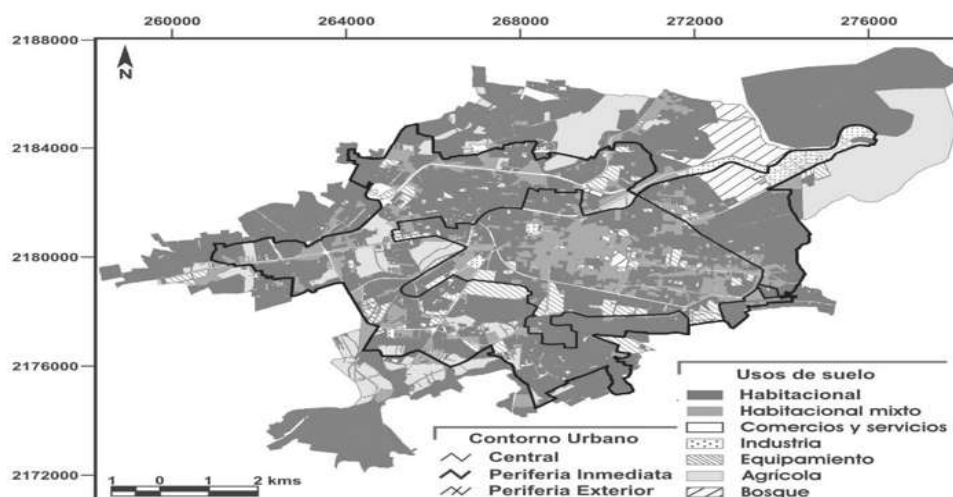 260000 264000 268000 272000 276000
2188000
2184000
2180000
2176000
2172000
N
Usos de suelo
Habitacional
Habitacional mixto
Comercios y servicios
Industria
Equipamiento
Agrícola
Bosque
Contorno Urbano
Central
Periferia Inmediata
Periferia Exterior
1 0 1 2 kms